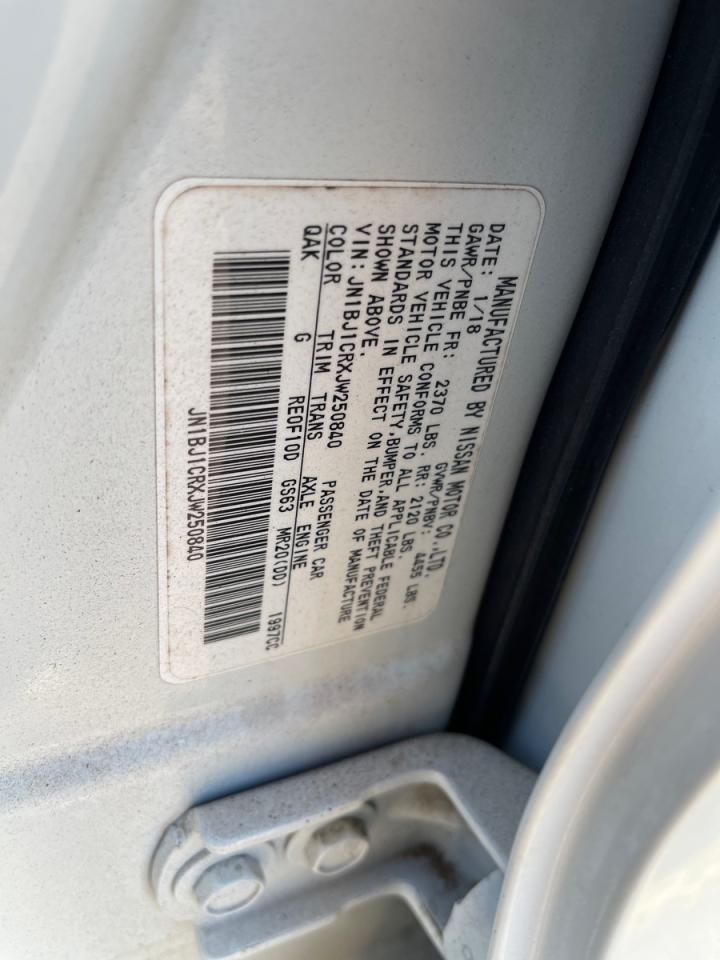 MANUFACTURED BY NISSAN MOTOR CO.,LTD.
DATE: 1/18 GVWR/PNBV: 4455 LBS.
GAWR/PNBE FR: 2370 LBS. RR: 2120 LBS.
THIS VEHICLE CONFORMS TO ALL APPLICABLE FEDERAL
MOTOR VEHICLE SAFETY,BUMPER,AND THEFT PREVENTION
STANDARDS IN EFFECT ON THE DATE OF MANUFACTURE
SHOWN ABOVE.
VIN: JN1BJ1CRXJW250840 PASSENGER CAR
COLOR TRIM TRANS AXLE ENGINE
QAK G RE0F10D GS63 MR20(DD) 1997CC
JN1BJ1CRXJW250840